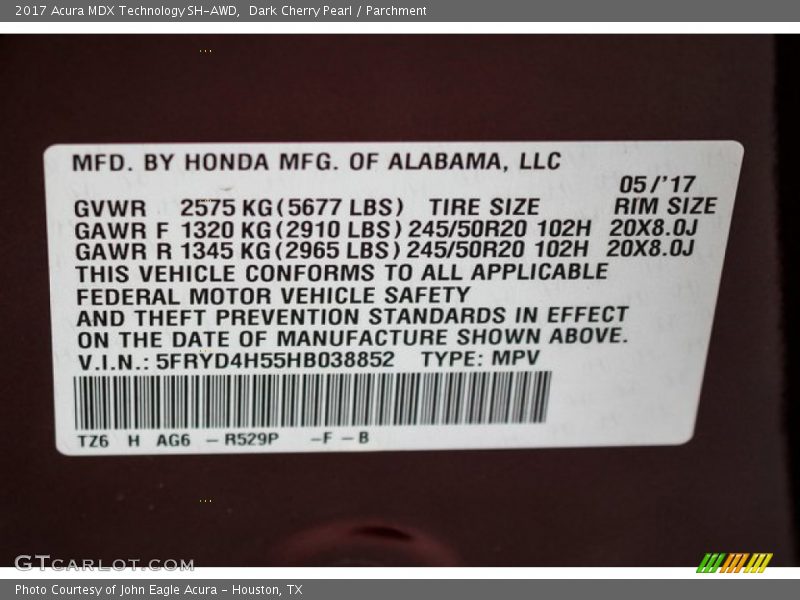 2017 Acura MDX Technology SH-AWD, Dark Cherry Pearl / Parchment
MFD. BY HONDA MFG. OF ALABAMA, LLC
05/'17
GVWR 2575 KG(5677 LBS) TIRE SIZE RIM SIZE
GAWR F 1320 KG(2910 LBS) 245/50R20 102H 20X8.0J
GAWR R 1345 KG(2965 LBS) 245/50R20 102H 20X8.0J
THIS VEHICLE CONFORMS TO ALL APPLICABLE
FEDERAL MOTOR VEHICLE SAFETY
AND THEFT PREVENTION STANDARDS IN EFFECT
ON THE DATE OF MANUFACTURE SHOWN ABOVE.
V.I.N.: 5FRYD4H55HB038852 TYPE: MPV
TZ6 H AG6 – R529P –F – B
GTCARLOT.COM
Photo Courtesy of John Eagle Acura - Houston, TX